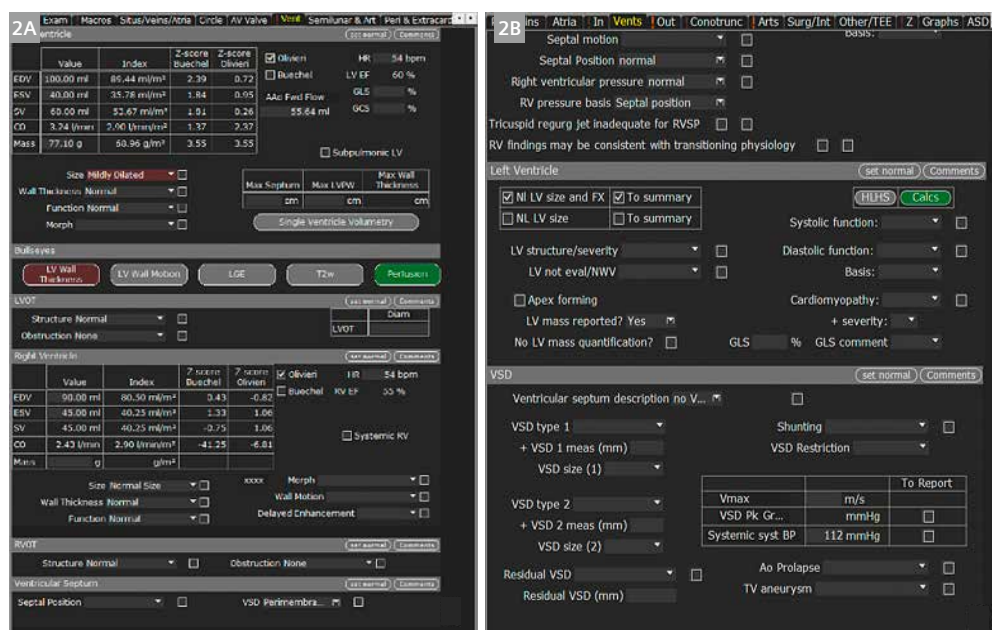 2A
Exam Macros Situs/Veins/Atria Circle AV Valve Vent Semilunar & Art Peri & Extracard
entricle (set normal) (Comments)
Value Index Z-score Buechel Z-score Olivieri
EDV 100.00 ml 89.44 ml/m² 2.39 0.72
ESV 40.00 ml 35.78 ml/m² 1.84 0.95
SV 60.00 ml 53.67 ml/m² 1.81 0.26
CO 3.24 l/min 2.90 l/min/m² 1.37 2.37
Mass 77.10 g 68.96 g/m² 3.55 3.55
Olivieri HR 54 bpm
Buechel LV EF 60 %
AAo Fwd Flow GLS %
55.64 ml GCS %
Subpulmonic LV
Size Mildly Dilated
Wall Thickness Normal
Function Normal
Morph
Max Septum Max LVPW Max Wall Thickness
cm cm cm
Single Ventricle Volumetry
Bullseyes
LV Wall Thickness LV Wall Motion LGE T2w Perfusion
LVOT (set normal) (Comments)
Structure Normal
Obstruction None
Diam
LVOT
Right Ventricle (set normal) (Comments)
Value Index Z score Buechel Z score Olivieri
EDV 90.00 ml 80.50 ml/m² 0.43 -0.82
ESV 45.00 ml 40.25 ml/m² 1.33 1.06
SV 45.00 ml 40.25 ml/m² -0.75 1.06
CO 2.43 l/min 2.90 l/min/m² -41.25 -6.81
Mass g g/m²
Olivieri HR 54 bpm
Buechel RV EF 55 %
Systemic RV
Size Normal Size xxxx Morph
Wall Thickness Normal Wall Motion
Function Normal Delayed Enhancement
RVOT (set normal) (Comments)
Structure Normal Obstruction None
Ventricular Septum (set normal) (Comments)
Septal Position VSD Perimembra...
2B
ins Atria In Vents !Out Conotrunc !Arts Surg/Int Other/TEE Z Graphs ASD
Septal motion Basis:
Septal Position normal
Right ventricular pressure normal
RV pressure basis Septal position
Tricuspid regurg jet inadequate for RVSP
RV findings may be consistent with transitioning physiology
Left Ventricle (set normal) (Comments)
Nl LV size and FX To summary HLHS Calcs
NL LV size To summary Systolic function:
LV structure/severity Diastolic function:
LV not eval/NWV Basis:
Apex forming Cardiomyopathy:
LV mass reported? Yes + severity:
No LV mass quantification? GLS % GLS comment
VSD (set normal) (Comments)
Ventricular septum description no V...
VSD type 1 Shunting
+ VSD 1 meas (mm) VSD Restriction
VSD size (1)
To Report
VSD type 2 Vmax m/s
+ VSD 2 meas (mm) VSD Pk Gr... mmHg
VSD size (2) Systemic syst BP 112 mmHg
Residual VSD Ao Prolapse
Residual VSD (mm) TV aneurysm